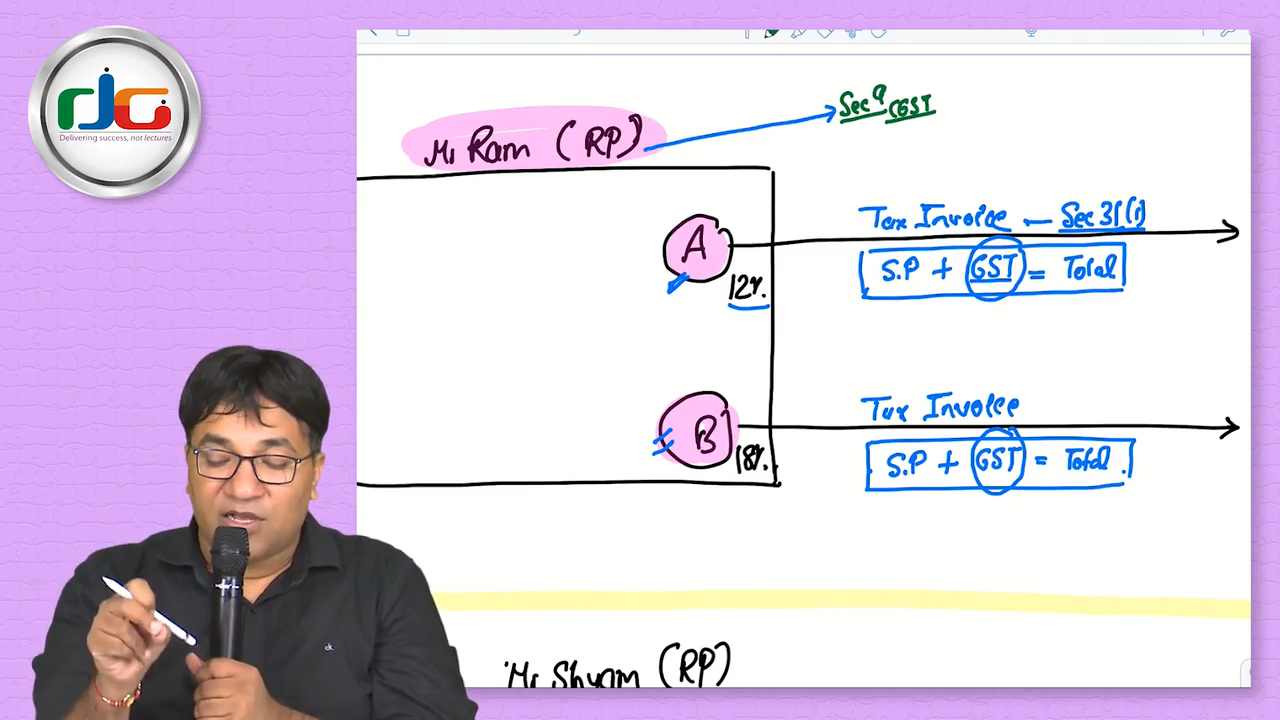 Delivering success, not lectures
Sec 9 CGST
Mr Ram (RP)
Tax Invoice – Sec 31(1)
A
S.P + GST = Total
12%.
Tax Invoice
B
S.P + GST = Total.
18%.
Mr Shyam (RP)